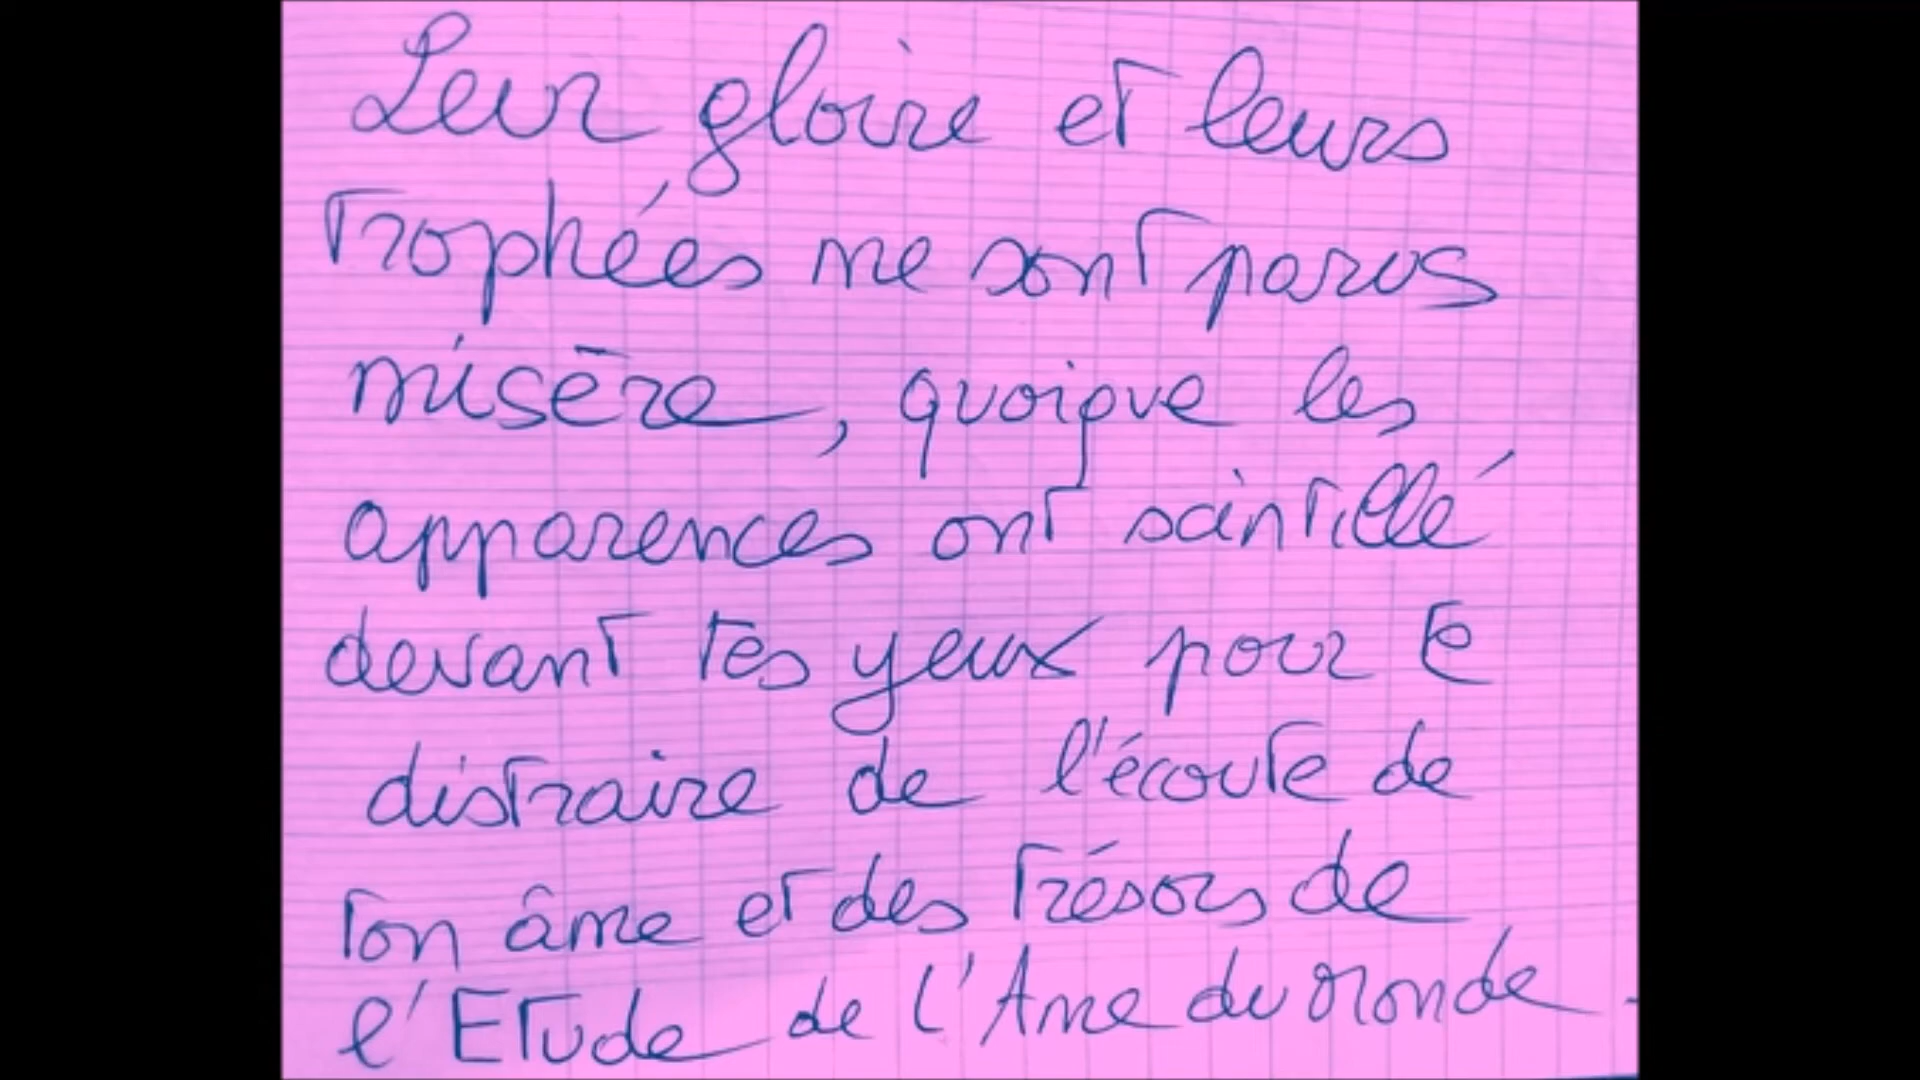 Leur gloire et leurs
trophées me sont parus
misère, quoique les
apparences ont scintillé
devant tes yeux pour te
distraire de l'écoute de
ton âme et des trésors de
l'Etude de l'Ame du Monde.